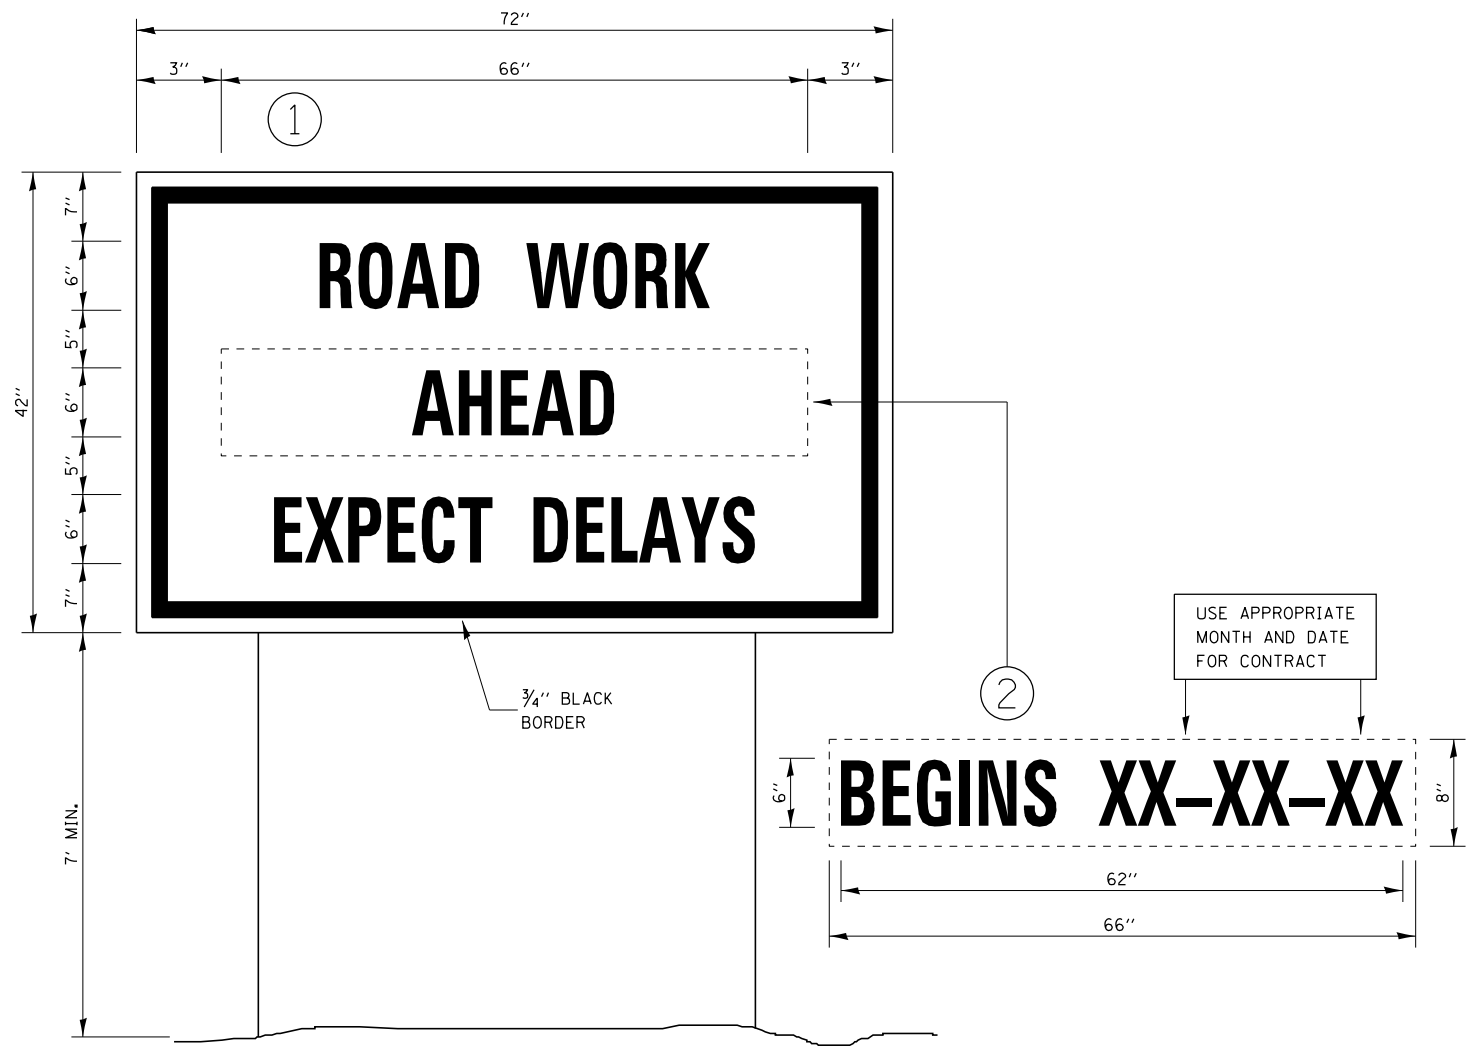 72''
3'' 66'' 3''
1
7''
6''
5''
6''
5''
6''
7''
42''
7' MIN.
ROAD WORK
AHEAD
EXPECT DELAYS
3/4'' BLACK
BORDER
2
USE APPROPRIATE
MONTH AND DATE
FOR CONTRACT
BEGINS XX-XX-XX
6''
8''
62''
66''